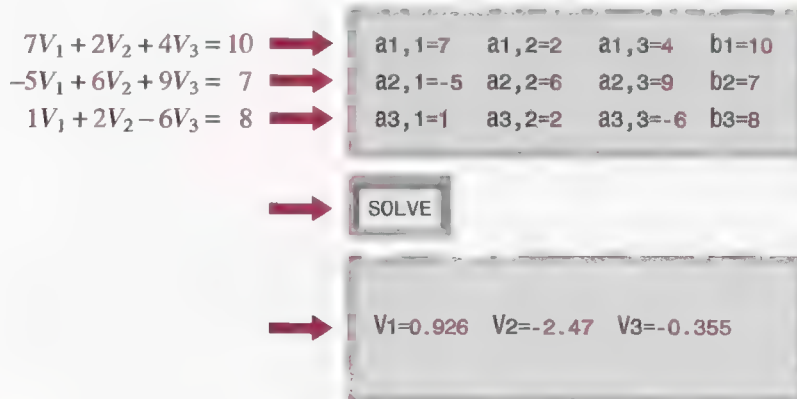 7V₁ + 2V₂ + 4V₃ = 10 a1,1=7 a1,2=2 a1,3=4 b1=10
−5V₁ + 6V₂ + 9V₃ = 7 a2,1=-5 a2,2=6 a2,3=9 b2=7
1V₁ + 2V₂ − 6V₃ = 8 a3,1=1 a3,2=2 a3,3=-6 b3=8
SOLVE
V1=0.926 V2=-2.47 V3=-0.355